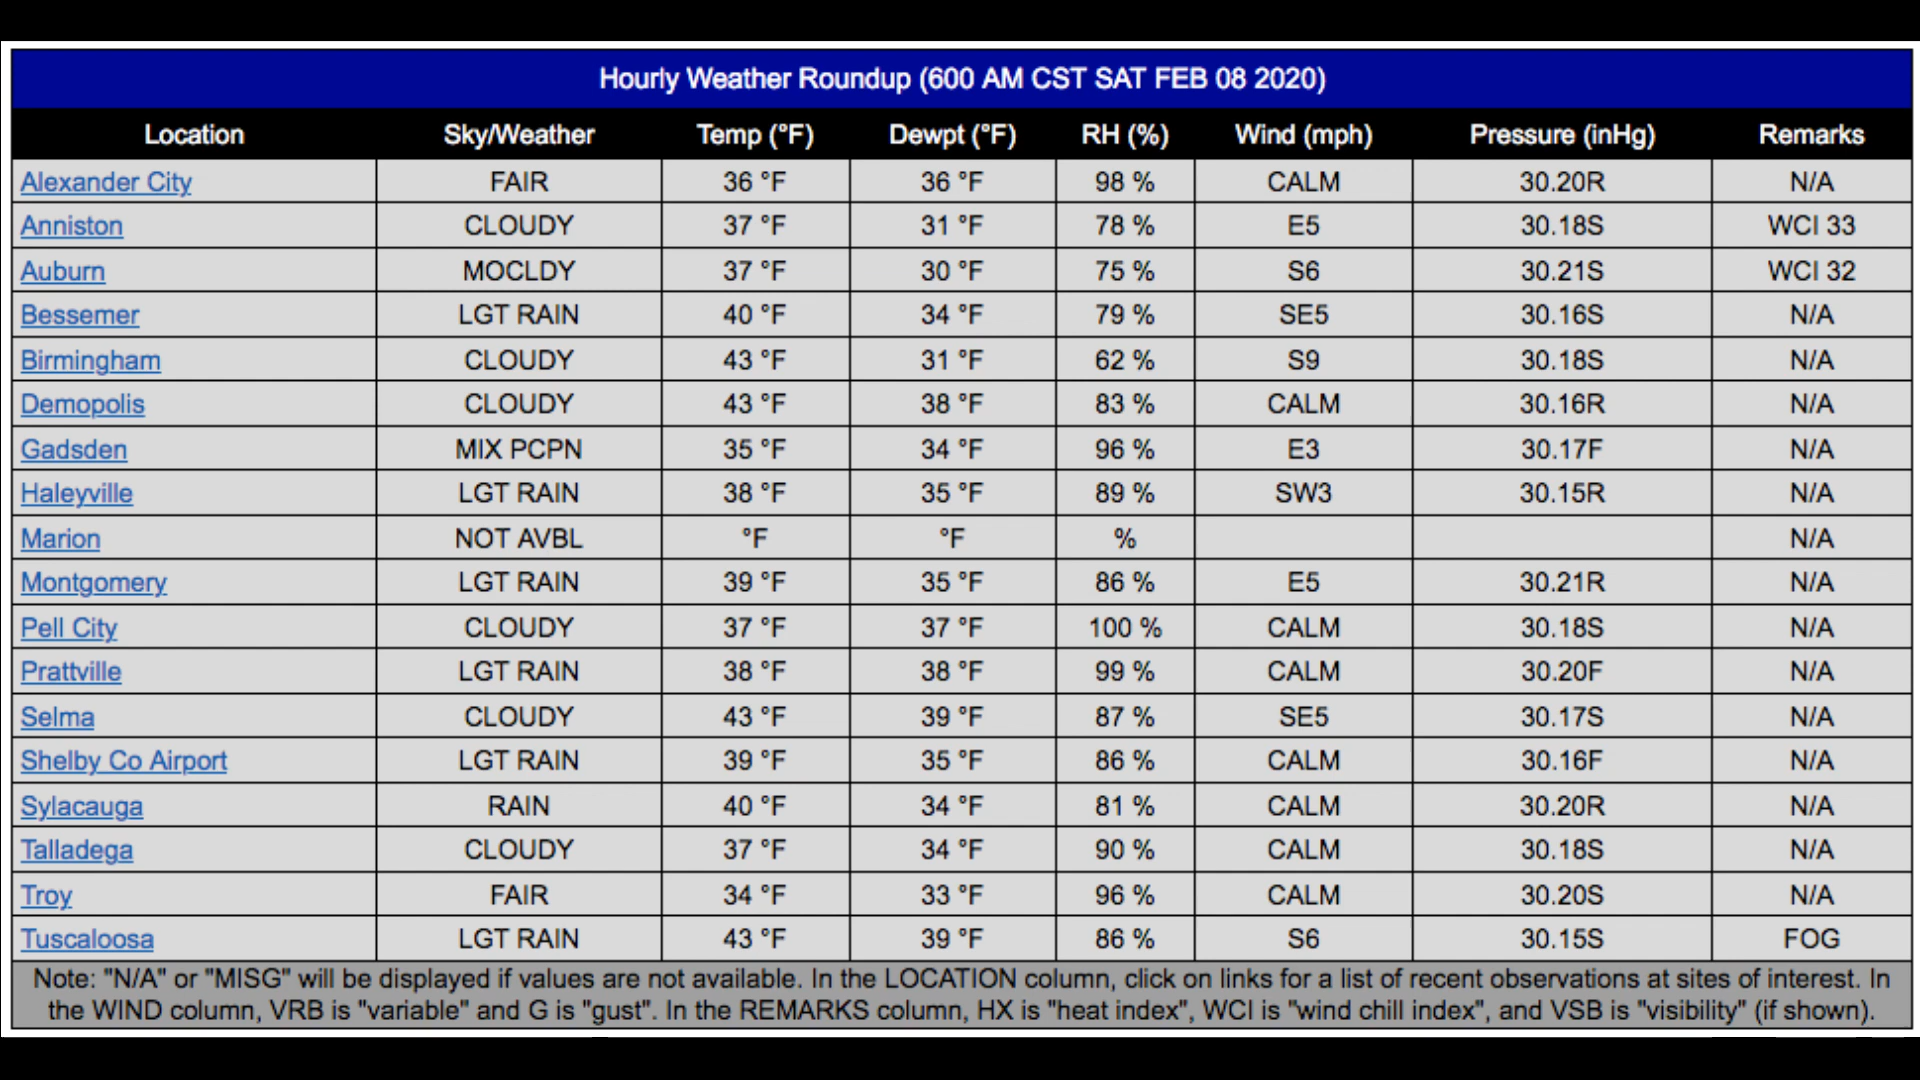 Hourly Weather Roundup (600 AM CST SAT FEB 08 2020)
Location Sky/Weather Temp (°F) Dewpt (°F) RH (%) Wind (mph) Pressure (inHg) Remarks
Alexander City FAIR 36 °F 36 °F 98 % CALM 30.20R N/A
Anniston CLOUDY 37 °F 31 °F 78 % E5 30.18S WCI 33
Auburn MOCLDY 37 °F 30 °F 75 % S6 30.21S WCI 32
Bessemer LGT RAIN 40 °F 34 °F 79 % SE5 30.16S N/A
Birmingham CLOUDY 43 °F 31 °F 62 % S9 30.18S N/A
Demopolis CLOUDY 43 °F 38 °F 83 % CALM 30.16R N/A
Gadsden MIX PCPN 35 °F 34 °F 96 % E3 30.17F N/A
Haleyville LGT RAIN 38 °F 35 °F 89 % SW3 30.15R N/A
Marion NOT AVBL °F °F % N/A
Montgomery LGT RAIN 39 °F 35 °F 86 % E5 30.21R N/A
Pell City CLOUDY 37 °F 37 °F 100 % CALM 30.18S N/A
Prattville LGT RAIN 38 °F 38 °F 99 % CALM 30.20F N/A
Selma CLOUDY 43 °F 39 °F 87 % SE5 30.17S N/A
Shelby Co Airport LGT RAIN 39 °F 35 °F 86 % CALM 30.16F N/A
Sylacauga RAIN 40 °F 34 °F 81 % CALM 30.20R N/A
Talladega CLOUDY 37 °F 34 °F 90 % CALM 30.18S N/A
Troy FAIR 34 °F 33 °F 96 % CALM 30.20S N/A
Tuscaloosa LGT RAIN 43 °F 39 °F 86 % S6 30.15S FOG
Note: "N/A" or "MISG" will be displayed if values are not available. In the LOCATION column, click on links for a list of recent observations at sites of interest. In
the WIND column, VRB is "variable" and G is "gust". In the REMARKS column, HX is "heat index", WCI is "wind chill index", and VSB is "visibility" (if shown).